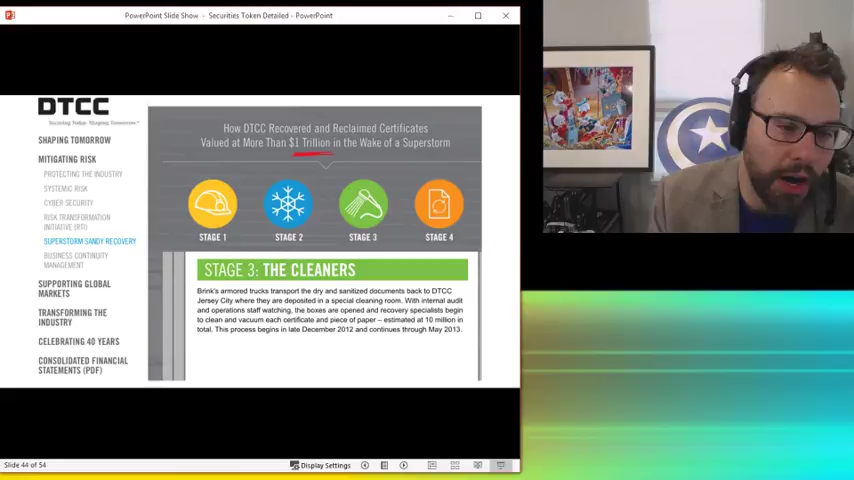 PowerPoint Slide Show - Securities Token Detailed - PowerPoint
DTCC
Securing Today. Shaping Tomorrow.™
SHAPING TOMORROW
MITIGATING RISK
PROTECTING THE INDUSTRY
SYSTEMIC RISK
CYBER SECURITY
RISK TRANSFORMATION
INITIATIVE (RTI)
SUPERSTORM SANDY RECOVERY
BUSINESS CONTINUITY
MANAGEMENT
SUPPORTING GLOBAL
MARKETS
TRANSFORMING THE
INDUSTRY
CELEBRATING 40 YEARS
CONSOLIDATED FINANCIAL
STATEMENTS (PDF)
How DTCC Recovered and Reclaimed Certificates
Valued at More Than $1 Trillion in the Wake of a Superstorm
STAGE 1
STAGE 2
STAGE 3
STAGE 4
STAGE 3: THE CLEANERS
Brink's armored trucks transport the dry and sanitized documents back to DTCC
Jersey City where they are deposited in a special cleaning room. With internal audit
and operations staff watching, the boxes are opened and recovery specialists begin
to clean and vacuum each certificate and piece of paper – estimated at 10 million in
total. This process begins in late December 2012 and continues through May 2013.
Slide 44 of 54
Display Settings